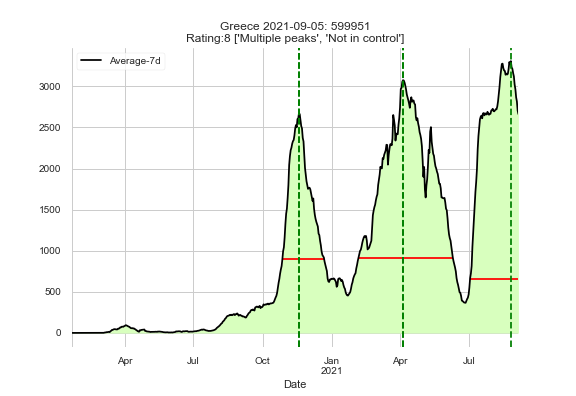 Greece 2021-09-05: 599951
Rating:8 ['Multiple peaks', 'Not in control']
Average-7d
3000
2500
2000
1500
1000
500
0
Apr
Jul
Oct
Jan
2021
Apr
Jul
Date